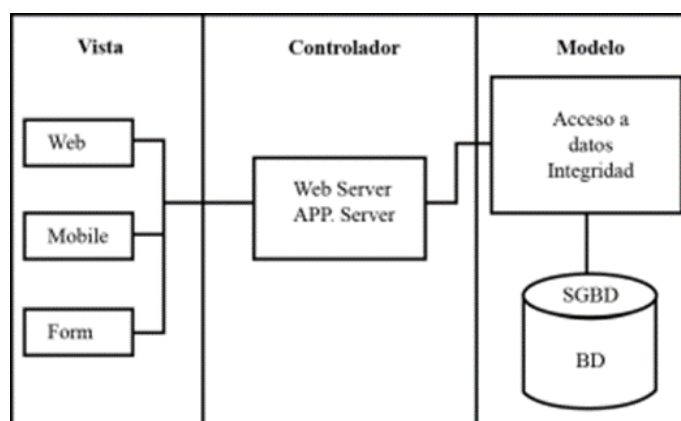 Vista
Controlador
Modelo
Web
Mobile
Form
Web Server
APP. Server
Acceso a
datos
Integridad
SGBD
BD